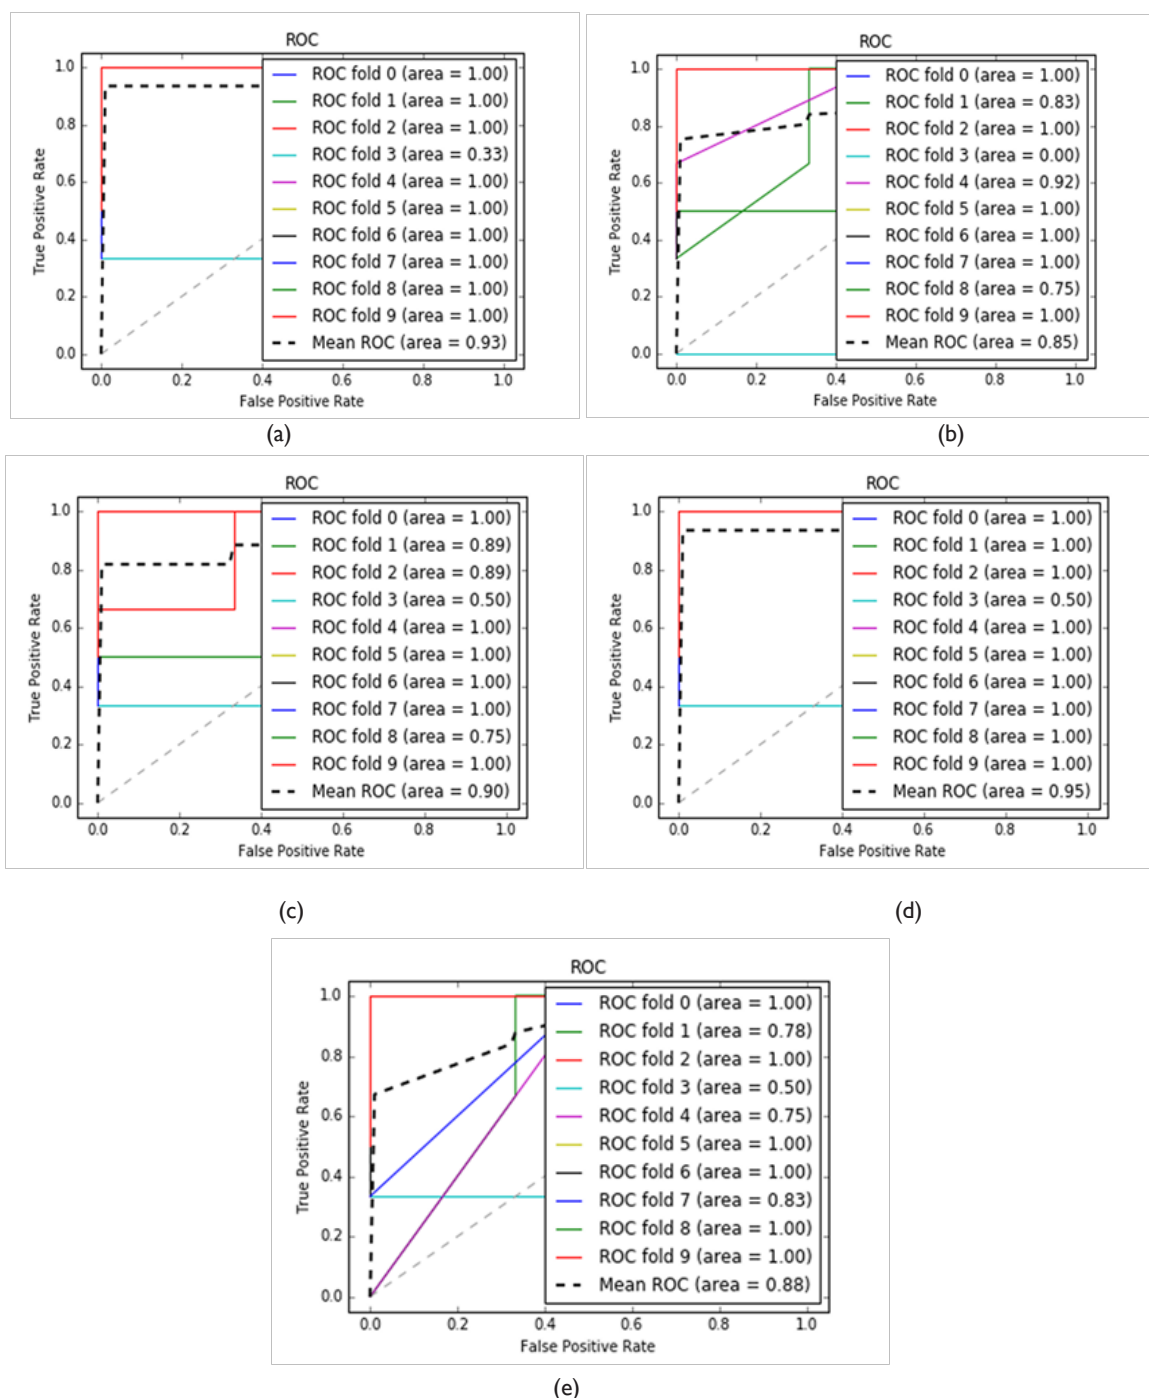 ROC
True Positive Rate
1.0
0.8
0.6
0.4
0.2
0.0
ROC fold 0 (area = 1.00)
ROC fold 1 (area = 1.00)
ROC fold 2 (area = 1.00)
ROC fold 3 (area = 0.33)
ROC fold 4 (area = 1.00)
ROC fold 5 (area = 1.00)
ROC fold 6 (area = 1.00)
ROC fold 7 (area = 1.00)
ROC fold 8 (area = 1.00)
ROC fold 9 (area = 1.00)
Mean ROC (area = 0.93)
0.0 0.2 0.4 0.6 0.8 1.0
False Positive Rate
(a)
ROC
True Positive Rate
1.0
0.8
0.6
0.4
0.2
0.0
ROC fold 0 (area = 1.00)
ROC fold 1 (area = 0.83)
ROC fold 2 (area = 1.00)
ROC fold 3 (area = 0.00)
ROC fold 4 (area = 0.92)
ROC fold 5 (area = 1.00)
ROC fold 6 (area = 1.00)
ROC fold 7 (area = 1.00)
ROC fold 8 (area = 0.75)
ROC fold 9 (area = 1.00)
Mean ROC (area = 0.85)
0.0 0.2 0.4 0.6 0.8 1.0
False Positive Rate
(b)
ROC
True Positive Rate
1.0
0.8
0.6
0.4
0.2
0.0
ROC fold 0 (area = 1.00)
ROC fold 1 (area = 0.89)
ROC fold 2 (area = 0.89)
ROC fold 3 (area = 0.50)
ROC fold 4 (area = 1.00)
ROC fold 5 (area = 1.00)
ROC fold 6 (area = 1.00)
ROC fold 7 (area = 1.00)
ROC fold 8 (area = 0.75)
ROC fold 9 (area = 1.00)
Mean ROC (area = 0.90)
0.0 0.2 0.4 0.6 0.8 1.0
False Positive Rate
(c)
ROC
True Positive Rate
1.0
0.8
0.6
0.4
0.2
0.0
ROC fold 0 (area = 1.00)
ROC fold 1 (area = 1.00)
ROC fold 2 (area = 1.00)
ROC fold 3 (area = 0.50)
ROC fold 4 (area = 1.00)
ROC fold 5 (area = 1.00)
ROC fold 6 (area = 1.00)
ROC fold 7 (area = 1.00)
ROC fold 8 (area = 1.00)
ROC fold 9 (area = 1.00)
Mean ROC (area = 0.95)
0.0 0.2 0.4 0.6 0.8 1.0
False Positive Rate
(d)
ROC
True Positive Rate
1.0
0.8
0.6
0.4
0.2
0.0
ROC fold 0 (area = 1.00)
ROC fold 1 (area = 0.78)
ROC fold 2 (area = 1.00)
ROC fold 3 (area = 0.50)
ROC fold 4 (area = 0.75)
ROC fold 5 (area = 1.00)
ROC fold 6 (area = 1.00)
ROC fold 7 (area = 0.83)
ROC fold 8 (area = 1.00)
ROC fold 9 (area = 1.00)
Mean ROC (area = 0.88)
0.0 0.2 0.4 0.6 0.8 1.0
False Positive Rate
(e)